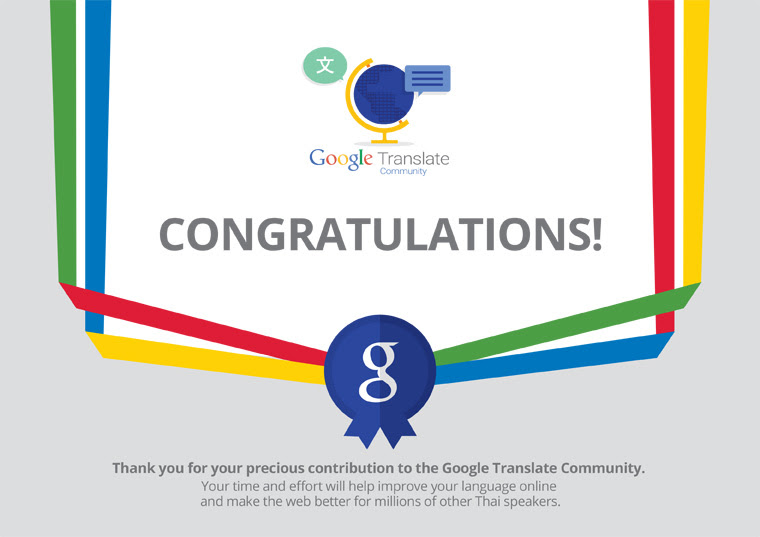 文
Google Translate
Community
CONGRATULATIONS!
g
Thank you for your precious contribution to the Google Translate Community.
Your time and effort will help improve your language online
and make the web better for millions of other Thai speakers.